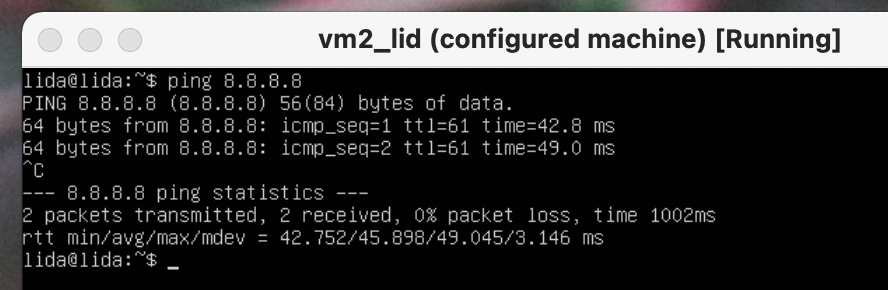 vm2_lid (configured machine) [Running]
lida@lida:~$ ping 8.8.8.8
PING 8.8.8.8 (8.8.8.8) 56(84) bytes of data.
64 bytes from 8.8.8.8: icmp_seq=1 ttl=61 time=42.8 ms
64 bytes from 8.8.8.8: icmp_seq=2 ttl=61 time=49.0 ms
^C
--- 8.8.8.8 ping statistics ---
2 packets transmitted, 2 received, 0% packet loss, time 1002ms
rtt min/avg/max/mdev = 42.752/45.898/49.045/3.146 ms
lida@lida:~$ _